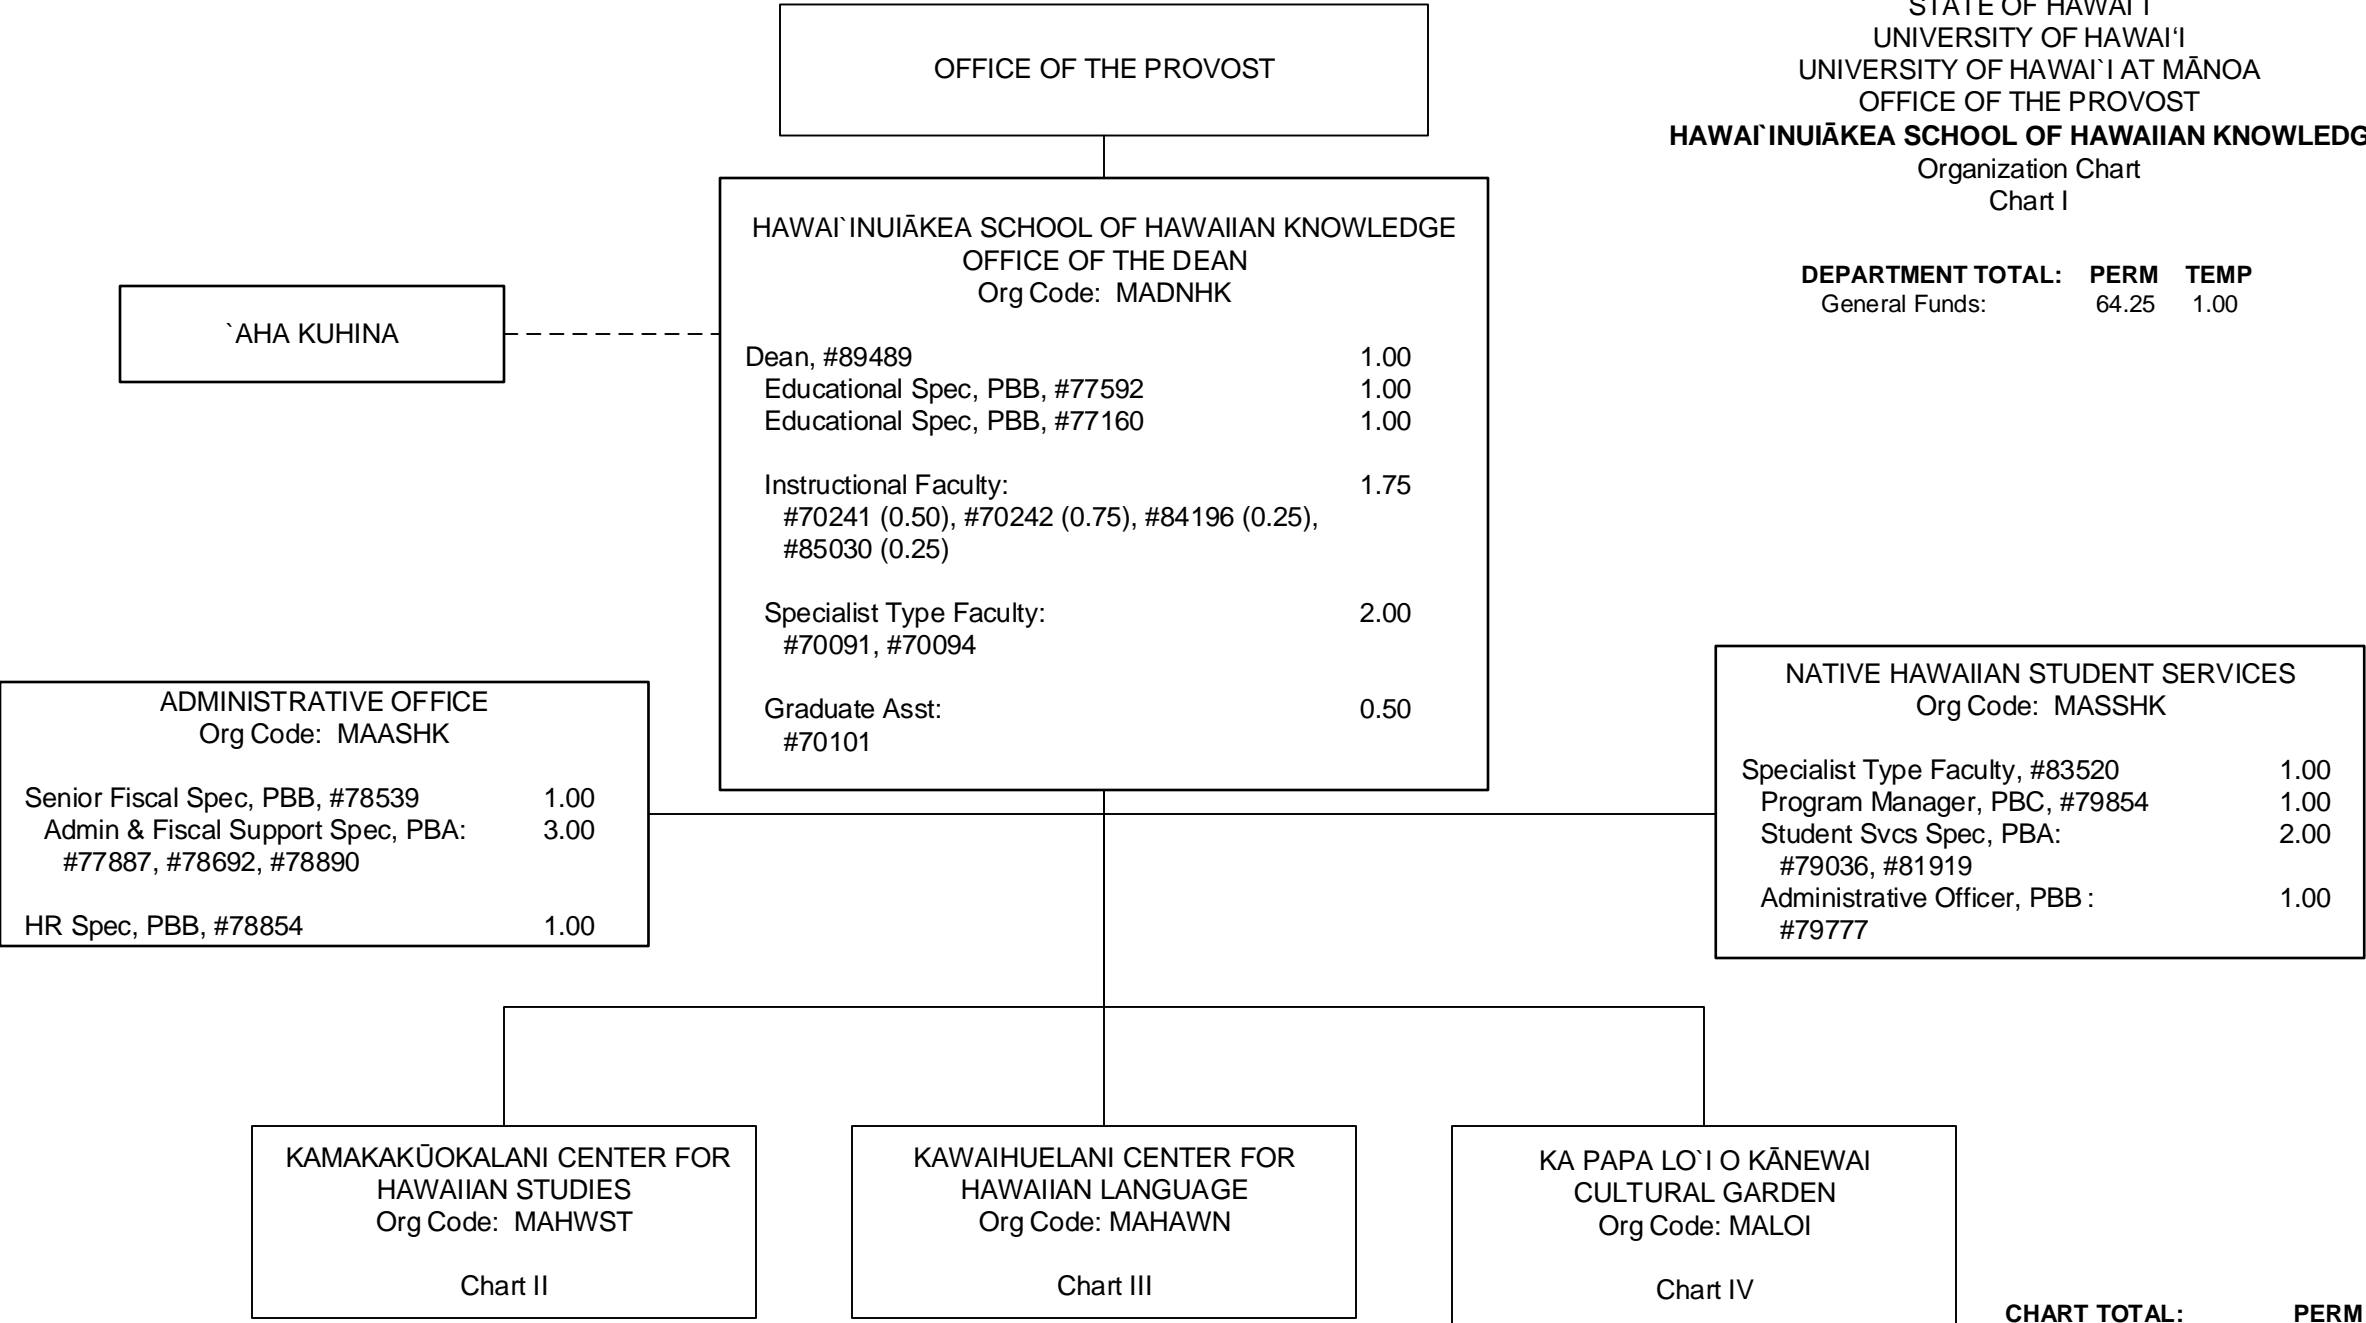 OFFICE OF THE PROVOST
STATE OF HAWAI‘I
UNIVERSITY OF HAWAI‘I
UNIVERSITY OF HAWAI`I AT MĀNOA
OFFICE OF THE PROVOST
HAWAI`INUIĀKEA SCHOOL OF HAWAIIAN KNOWLEDG
Organization Chart
Chart I
DEPARTMENT TOTAL: PERM TEMP
General Funds: 64.25 1.00
HAWAI`INUIĀKEA SCHOOL OF HAWAIIAN KNOWLEDGE
OFFICE OF THE DEAN
Org Code: MADNHK
Dean, #89489 1.00
Educational Spec, PBB, #77592 1.00
Educational Spec, PBB, #77160 1.00
Instructional Faculty: 1.75
#70241 (0.50), #70242 (0.75), #84196 (0.25),
#85030 (0.25)
Specialist Type Faculty: 2.00
#70091, #70094
Graduate Asst: 0.50
#70101
`AHA KUHINA
ADMINISTRATIVE OFFICE
Org Code: MAASHK
Senior Fiscal Spec, PBB, #78539 1.00
Admin & Fiscal Support Spec, PBA: 3.00
#77887, #78692, #78890
HR Spec, PBB, #78854 1.00
NATIVE HAWAIIAN STUDENT SERVICES
Org Code: MASSHK
Specialist Type Faculty, #83520 1.00
Program Manager, PBC, #79854 1.00
Student Svcs Spec, PBA: 2.00
#79036, #81919
Administrative Officer, PBB : 1.00
#79777
KAMAKAKŪOKALANI CENTER FOR
HAWAIIAN STUDIES
Org Code: MAHWST
Chart II
KAWAIHUELANI CENTER FOR
HAWAIIAN LANGUAGE
Org Code: MAHAWN
Chart III
KA PAPA LO`I O KĀNEWAI
CULTURAL GARDEN
Org Code: MALOI
Chart IV
CHART TOTAL: PERM